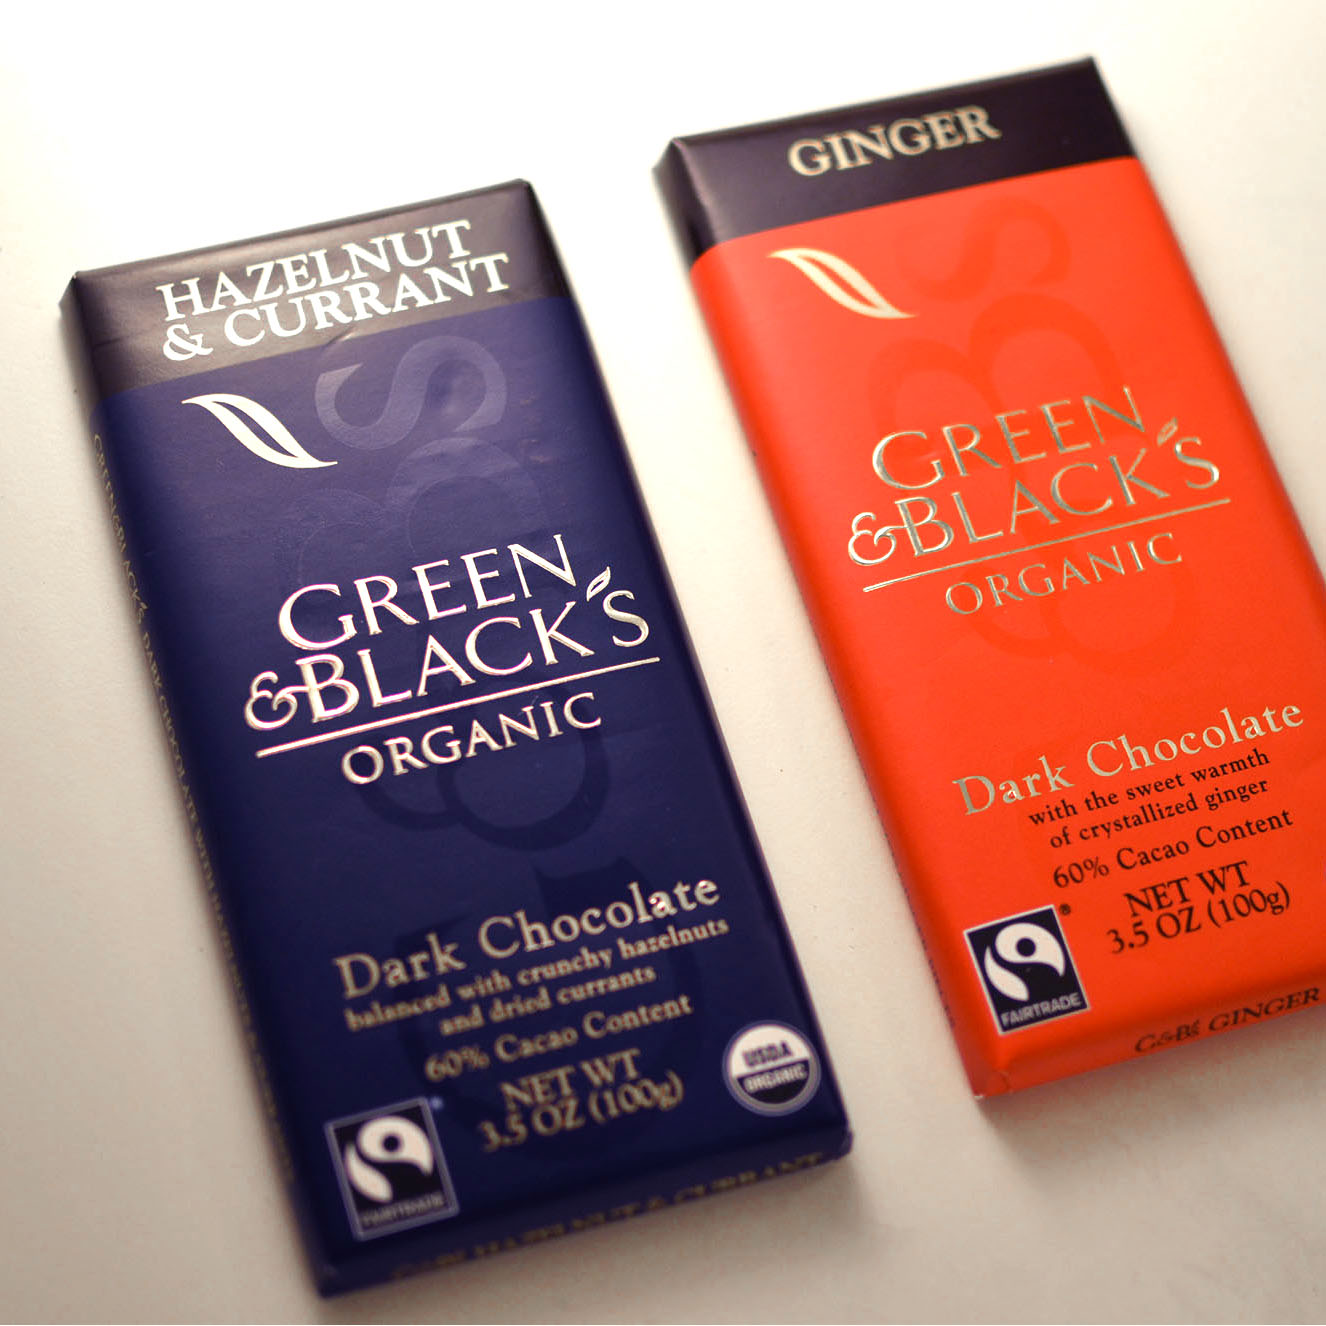 HAZELNUT
& CURRANT
GREEN
& BLACK'S
ORGANIC
Dark Chocolate
balanced with crunchy hazelnuts
and dried currants
60% Cacao Content
NET WT
3.5 OZ (100g)
FAIRTRADE
®
USDA
ORGANIC
G&B's HAZELNUT & CURRANT
GINGER
GREEN
& BLACK'S
ORGANIC
Dark Chocolate
with the sweet warmth
of crystallized ginger
60% Cacao Content
NET WT
3.5 OZ (100g)
®
FAIRTRADE
G&B's GINGER